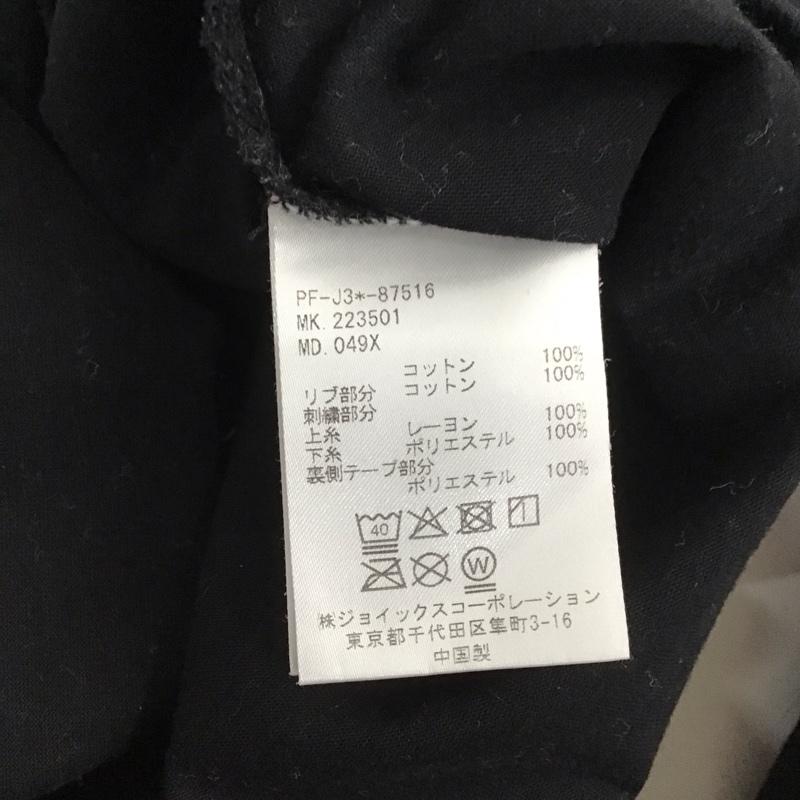 PF-J3*-87516
MK. 223501
MD. 049X
コットン 100%
リブ部分 コットン 100%
刺繍部分
上糸 レーヨン 100%
下糸 ポリエステル 100%
裏側テープ部分
ポリエステル 100%
40
W
㈱ジョイックスコーポレーション
東京都千代田区隼町3-16
中国製